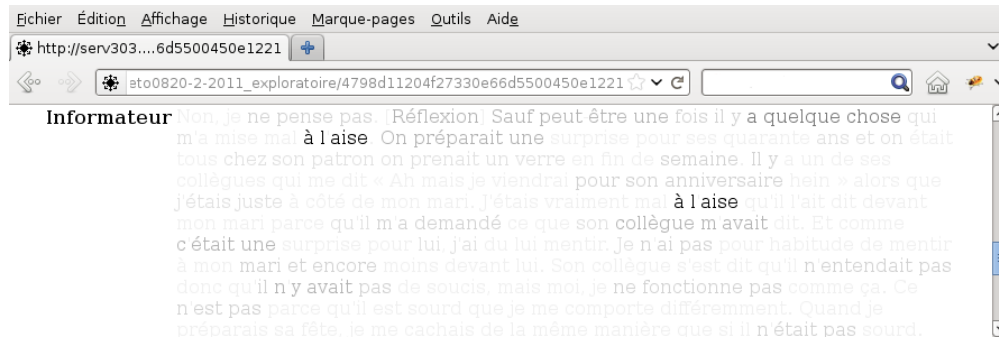 Fichier Édition Affichage Historique Marque-pages Outils Aide
http://serv303....6d5500450e1221
eto0820-2-2011_exploratoire/4798d11204f27330e66d5500450e1221
Informateur Non, je ne pense pas. [Réflexion] Sauf peut être une fois il y a quelque chose qui
m'a mise mal à l aise. On préparait une surprise pour ses quarante ans et on était
tous chez son patron on prenait un verre en fin de semaine. Il y a un de ses
collègues qui me dit « Ah mais je viendrai pour son anniversaire hein » alors que
j'étais juste à côté de mon mari. J'étais vraiment mal à l aise qu'il l'ait dit devant
mon mari parce qu'il m'a demandé ce que son collègue m'avait dit. Et comme
c était une surprise pour lui, j'ai du lui mentir. Je n'ai pas pour habitude de mentir
à mon mari et encore moins devant lui. Son collègue s'est dit qu'il n'entendait pas
donc qu'il n y avait pas de soucis, mais moi, je ne fonctionne pas comme ça. Ce
n'est pas parce qu'il est sourd que je me comporte différemment. Quand je
préparais sa fête, je me cachais de la même manière que si il n'était pas sourd.